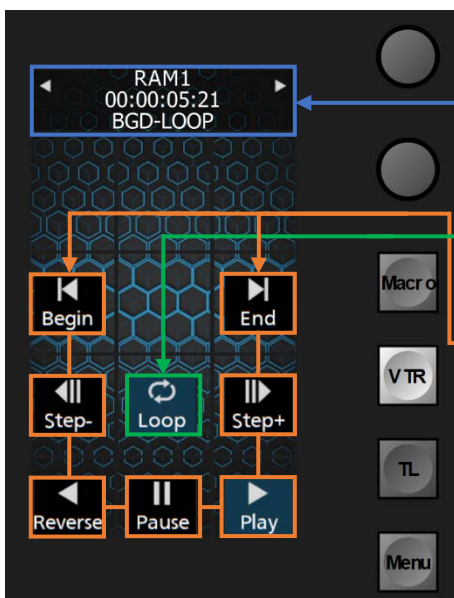 RAM1
00:00:05:21
BGD-LOOP
Macro
Begin
End
VTR
Step-
Loop
Step+
TL
Reverse
Pause
Play
Menu